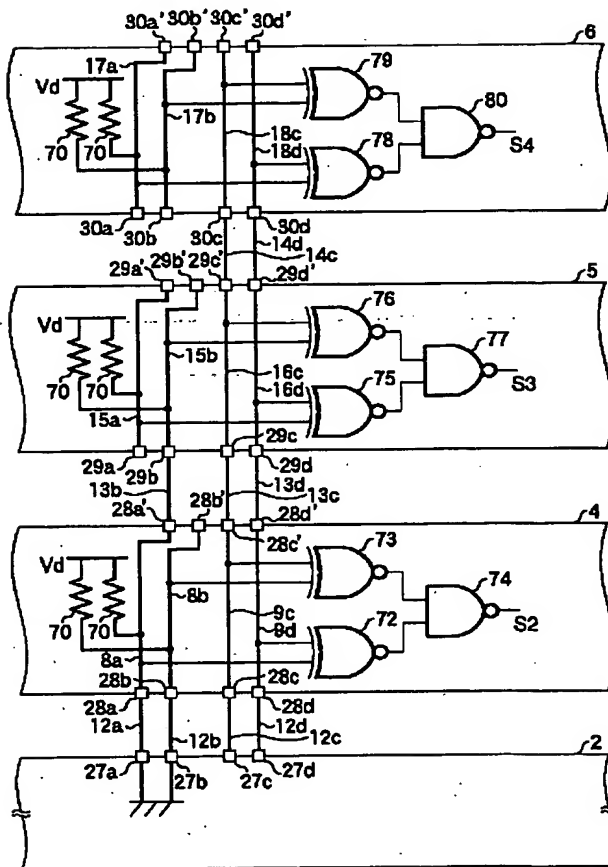 30a' 30b' 30c' 30d'
6
17a
79
Vd
80
17b
18c
78
S4
70 70
18d
30a 30b 30c 30d
14d
29a' 29b' 29c' 14c
29d'
5
76
Vd
77
15b
16c
75
S3
70 70
16d
15a
29c
29a 29b 29d
13b 13d
28b' 13c
28a' 28d'
4
28c'
73
Vd
74
8b
9c
72
S2
70 70
9d
8a
28b 28c
28a 28d
12a 12d
12b 12c
2
27a 27b 27c 27d